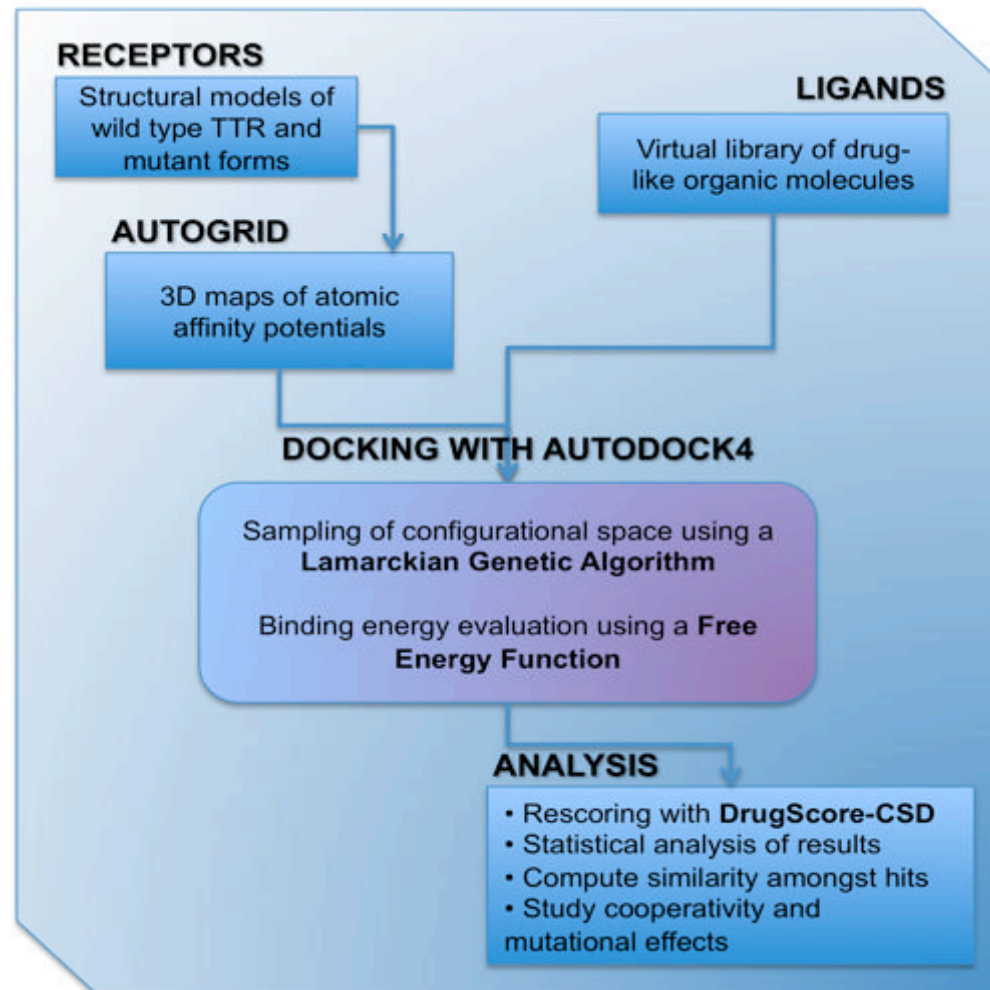 RECEPTORS
Structural models of
wild type TTR and
mutant forms
LIGANDS
Virtual library of drug-
like organic molecules
AUTOGRID
3D maps of atomic
affinity potentials
DOCKING WITH AUTODOCK4
Sampling of configurational space using a
Lamarckian Genetic Algorithm
Binding energy evaluation using a Free
Energy Function
ANALYSIS
• Rescoring with DrugScore-CSD
• Statistical analysis of results
• Compute similarity amongst hits
• Study cooperativity and
mutational effects